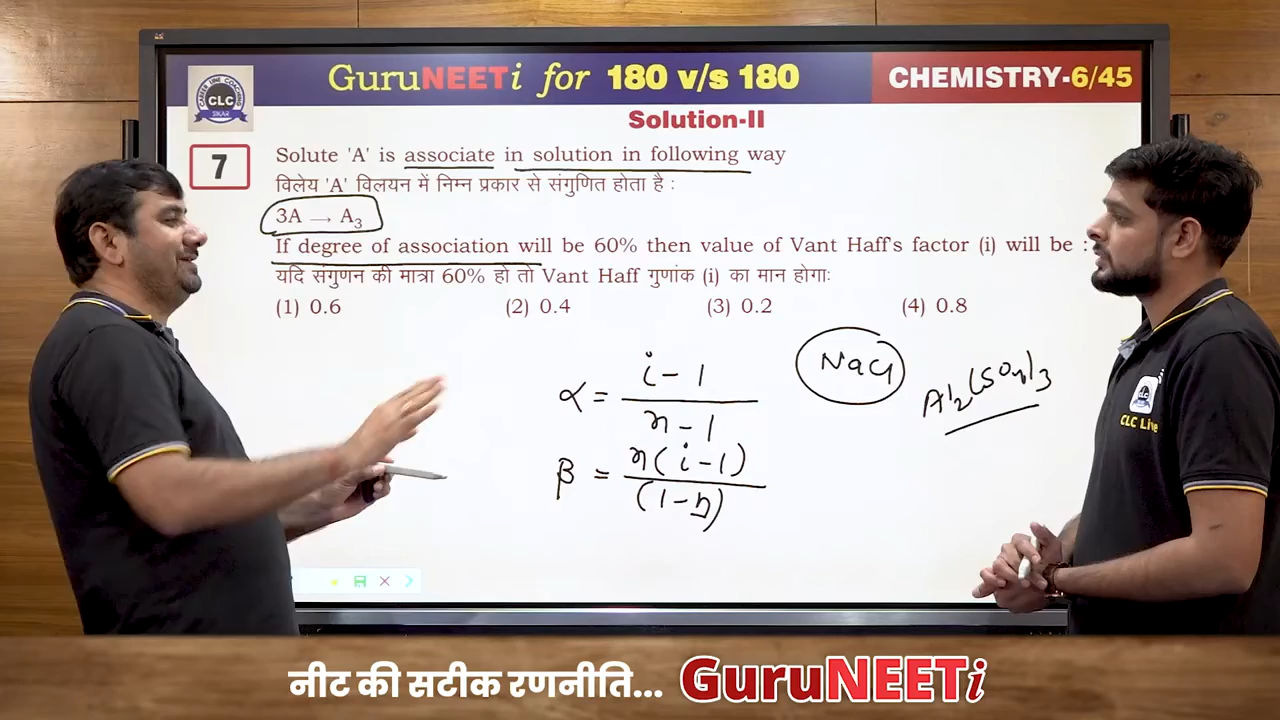 CLC
SIKAR
GuruNEETi for 180 v/s 180
CHEMISTRY-6/45
Solution-II
7
Solute 'A' is associate in solution in following way
विलेय 'A' विलयन में निम्न प्रकार से संगुणित होता है :
3A → A₃
If degree of association will be 60% then value of Vant Haff's factor (i) will be :
यदि संगुणन की मात्रा 60% हो तो Vant Haff गुणांक (i) का मान होगाः
(1) 0.6 (2) 0.4 (3) 0.2 (4) 0.8
NaCl
Al₂(SO₄)₃
α = i-1 / n-1
β = n(i-1) / (1-n)
CLC Live
नीट की सटीक रणनीति... GuruNEETi